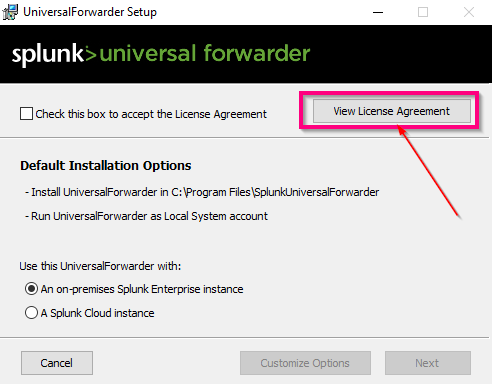 UniversalForwarder Setup
splunk>universal forwarder
Check this box to accept the License Agreement
View License Agreement
Default Installation Options
- Install UniversalForwarder in C:\Program Files\SplunkUniversalForwarder
- Run UniversalForwarder as Local System account
Use this UniversalForwarder with:
An on-premises Splunk Enterprise instance
A Splunk Cloud instance
Cancel
Customize Options
Next